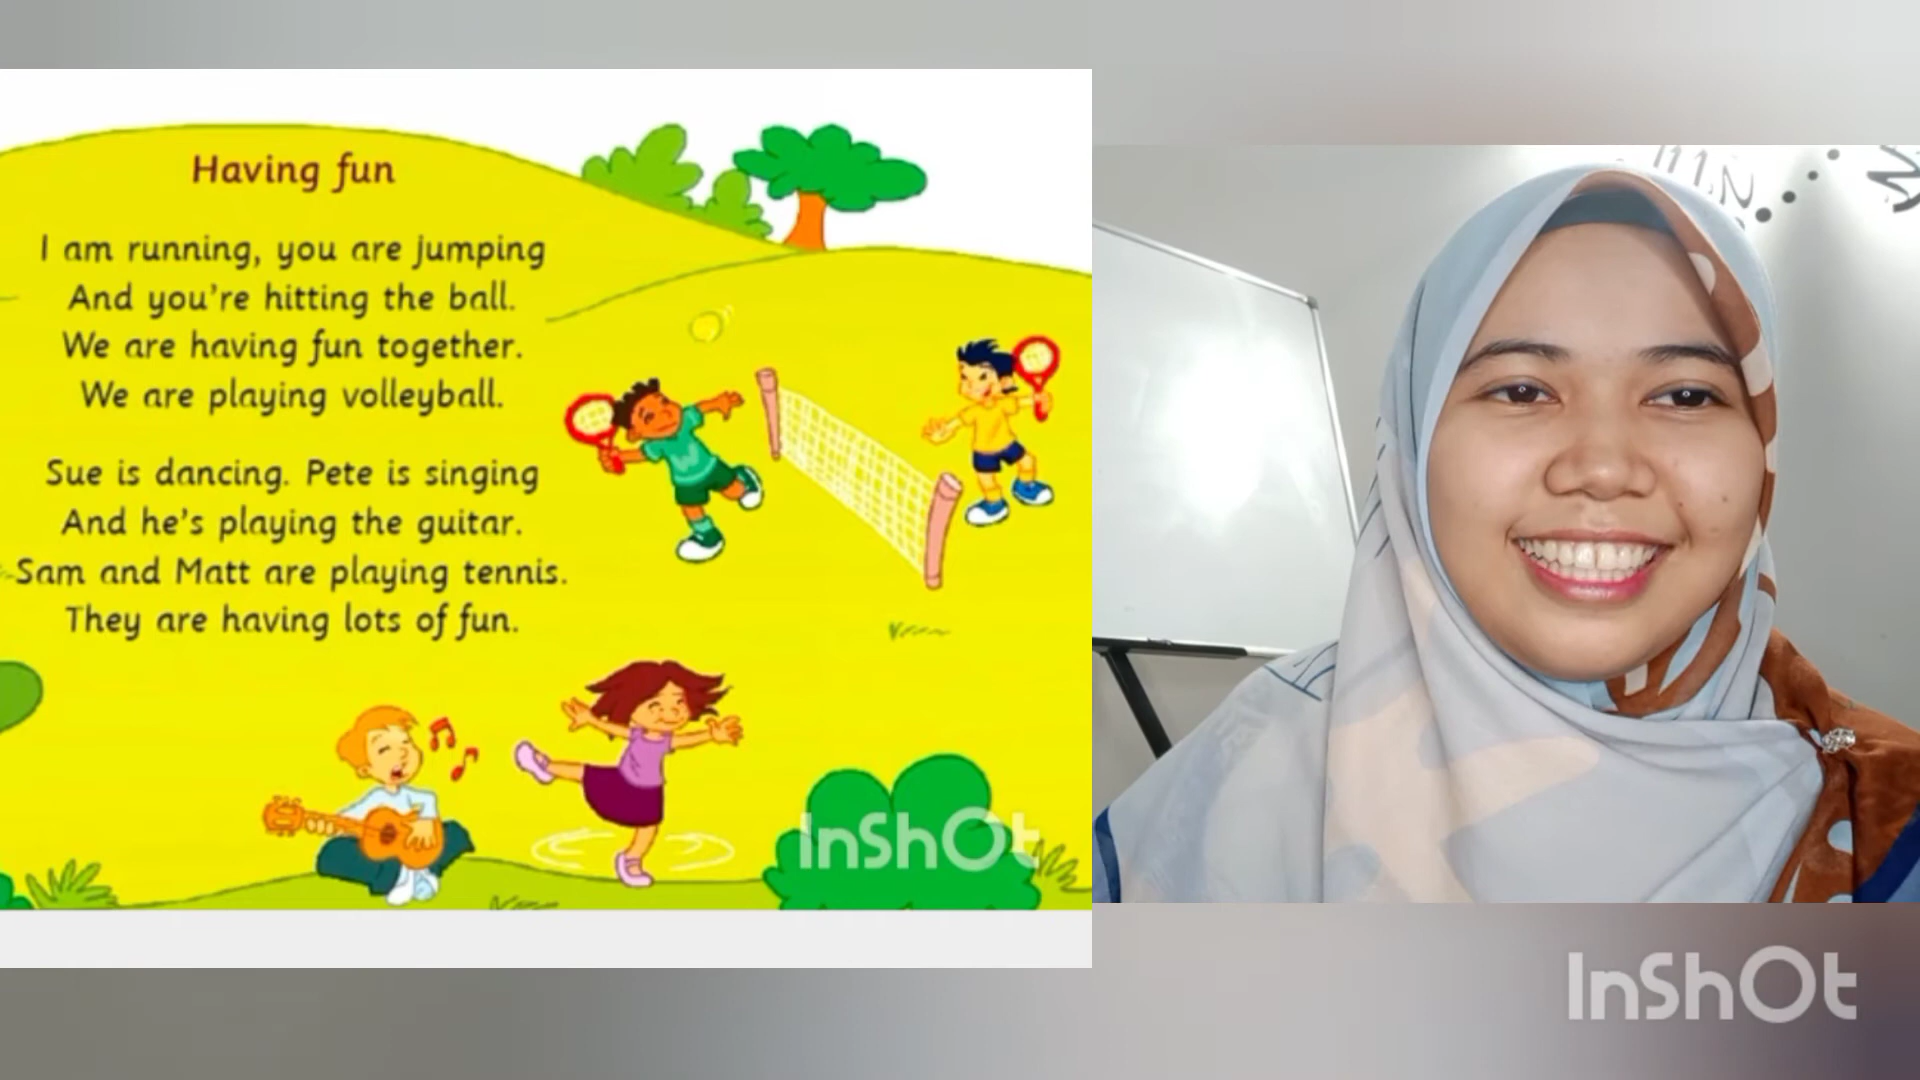 Having fun
I am running, you are jumping
And you're hitting the ball.
We are having fun together.
We are playing volleyball.
Sue is dancing. Pete is singing
And he's playing the guitar.
Sam and Matt are playing tennis.
They are having lots of fun.
InShOt
InShOt